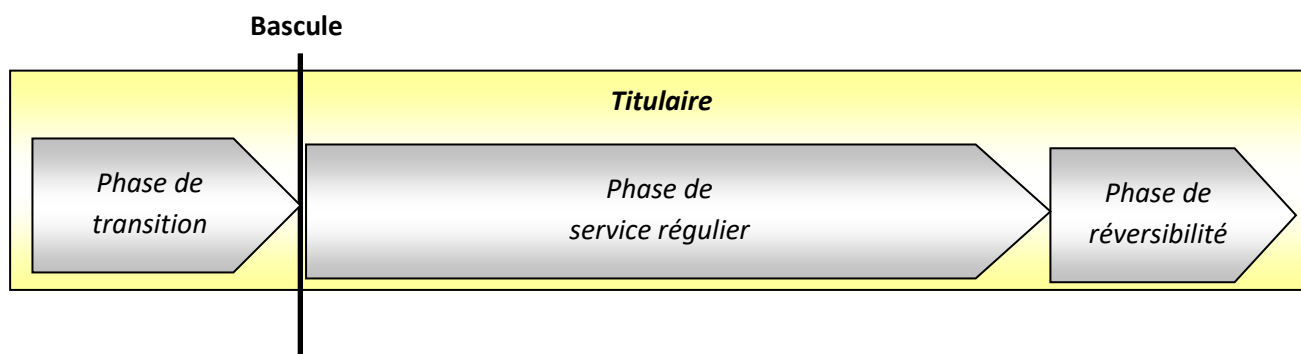 Bascule
Titulaire
Phase de
transition
Phase de
service régulier
Phase de
réversibilité